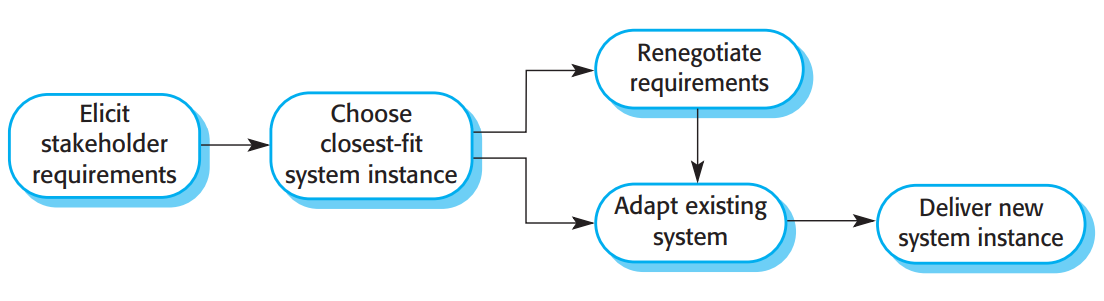 Elicit
stakeholder
requirements
Choose
closest-fit
system instance
Renegotiate
requirements
Adapt existing
system
Deliver new
system instance